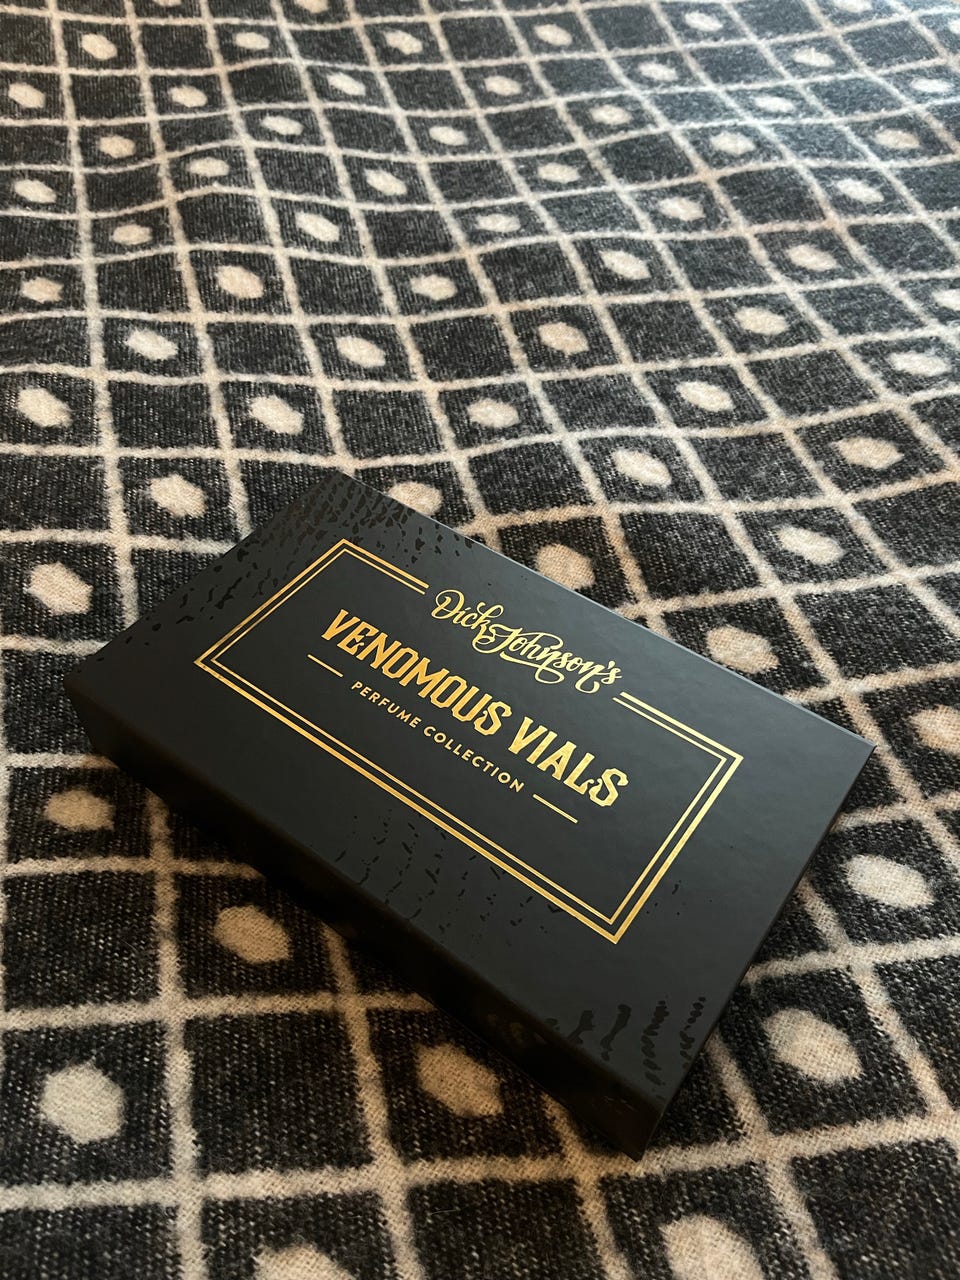 Dick Johnson's
VENOMOUS VIALS
PERFUME COLLECTION